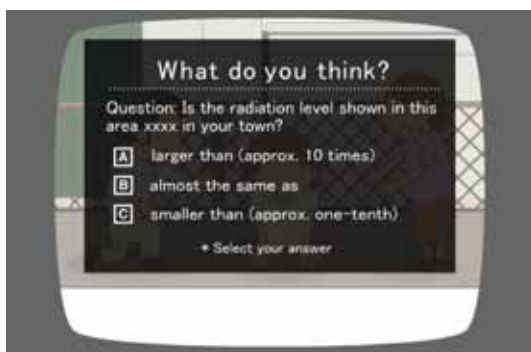 What do you think?
Question: Is the radiation level shown in this
area xxxx in your town?
A larger than (approx. 10 times)
B almost the same as
C smaller than (approx. one-tenth)
* Select your answer